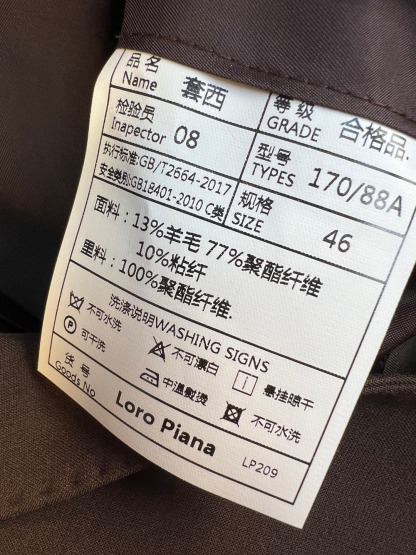 品名 Name 套西 等级 GRADE 合格品.
检验员 Inapector 08 型号 TYPES 170/88A
执行标准:GB/T2664-2017
安全类别GB18401-2010 C类
规格 SIZE 46
面料：13%羊毛 77%聚酯纤维
10%粘纤
里料：100%聚酯纤维.
洗涤说明WASHING SIGNS
不可水洗 不可漂白 悬挂晾干
P 可干洗 中温熨烫 不可水洗
货号 Goods No Loro Piana LP209